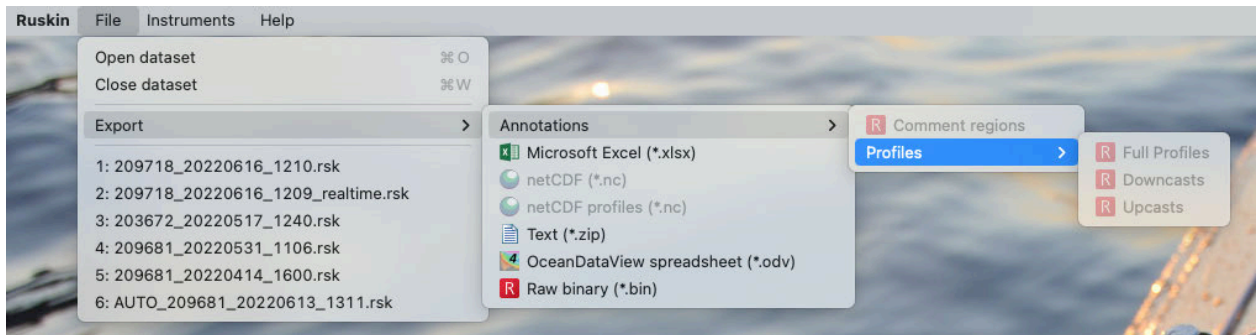 Ruskin File Instruments Help
Open dataset ⌘O
Close dataset ⌘W
Export >
1: 209718_20220616_1210.rsk
2: 209718_20220616_1209_realtime.rsk
3: 203672_20220517_1240.rsk
4: 209681_20220531_1106.rsk
5: 209681_20220414_1600.rsk
6: AUTO_209681_20220613_1311.rsk
Annotations >
Microsoft Excel (*.xlsx)
netCDF (*.nc)
netCDF profiles (*.nc)
Text (*.zip)
OceanDataView spreadsheet (*.odv)
R Raw binary (*.bin)
R Comment regions
Profiles >
R Full Profiles
R Downcasts
R Upcasts